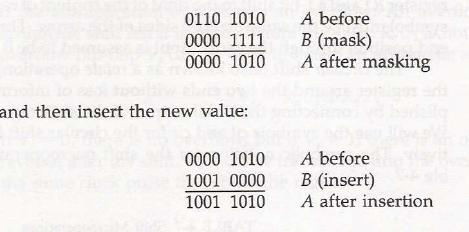 0110 1010 A before
0000 1111 B (mask)
0000 1010 A after masking
and then insert the new value:
0000 1010 A before
1001 0000 B (insert)
1001 1010 A after insertion